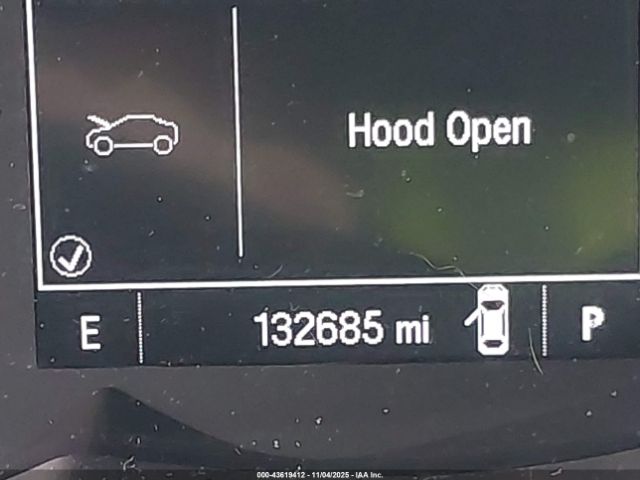 Hood Open
E 132685 mi P
000-43619412 - 11/04/2025 - IAA Inc.